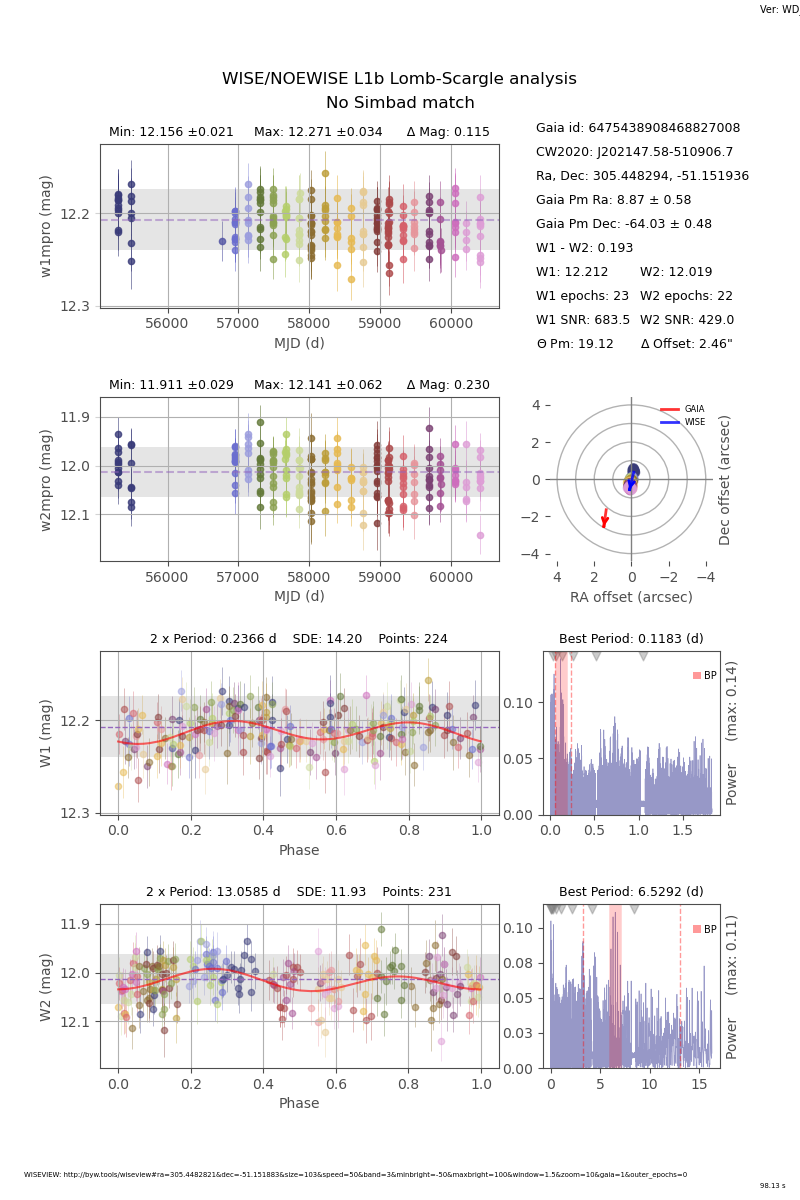 Ver: WD_
WISE/NOEWISE L1b Lomb-Scargle analysis
No Simbad match
Min: 12.156 ±0.021 Max: 12.271 ±0.034 Δ Mag: 0.115
12.2
12.3
w1mpro (mag)
56000 57000 58000 59000 60000
MJD (d)
Gaia id: 6475438908468827008
CW2020: J202147.58-510906.7
Ra, Dec: 305.448294, -51.151936
Gaia Pm Ra: 8.87 ± 0.58
Gaia Pm Dec: -64.03 ± 0.48
W1 - W2: 0.193
W1: 12.212 W2: 12.019
W1 epochs: 23 W2 epochs: 22
W1 SNR: 683.5 W2 SNR: 429.0
Θ Pm: 19.12 Δ Offset: 2.46"
Min: 11.911 ±0.029 Max: 12.141 ±0.062 Δ Mag: 0.230
11.9
12.0
12.1
w2mpro (mag)
56000 57000 58000 59000 60000
MJD (d)
GAIA
WISE
4
2
0
−2
−4
4 2 0 −2 −4
RA offset (arcsec)
Dec offset (arcsec)
2 x Period: 0.2366 d SDE: 14.20 Points: 224
12.2
12.3
W1 (mag)
0.0 0.2 0.4 0.6 0.8 1.0
Phase
Best Period: 0.1183 (d)
BP
0.10
0.05
0.00
0.0 0.5 1.0 1.5
Power (max: 0.14)
2 x Period: 13.0585 d SDE: 11.93 Points: 231
11.9
12.0
12.1
W2 (mag)
0.0 0.2 0.4 0.6 0.8 1.0
Phase
Best Period: 6.5292 (d)
BP
0.10
0.08
0.05
0.03
0.00
0 5 10 15
Power (max: 0.11)
WISEVIEW: http://byw.tools/wiseview#ra=305.4482821&dec=-51.151883&size=103&speed=50&band=3&minbright=-50&maxbright=100&window=1.5&zoom=10&gaia=1&outer_epochs=0
98.13 s